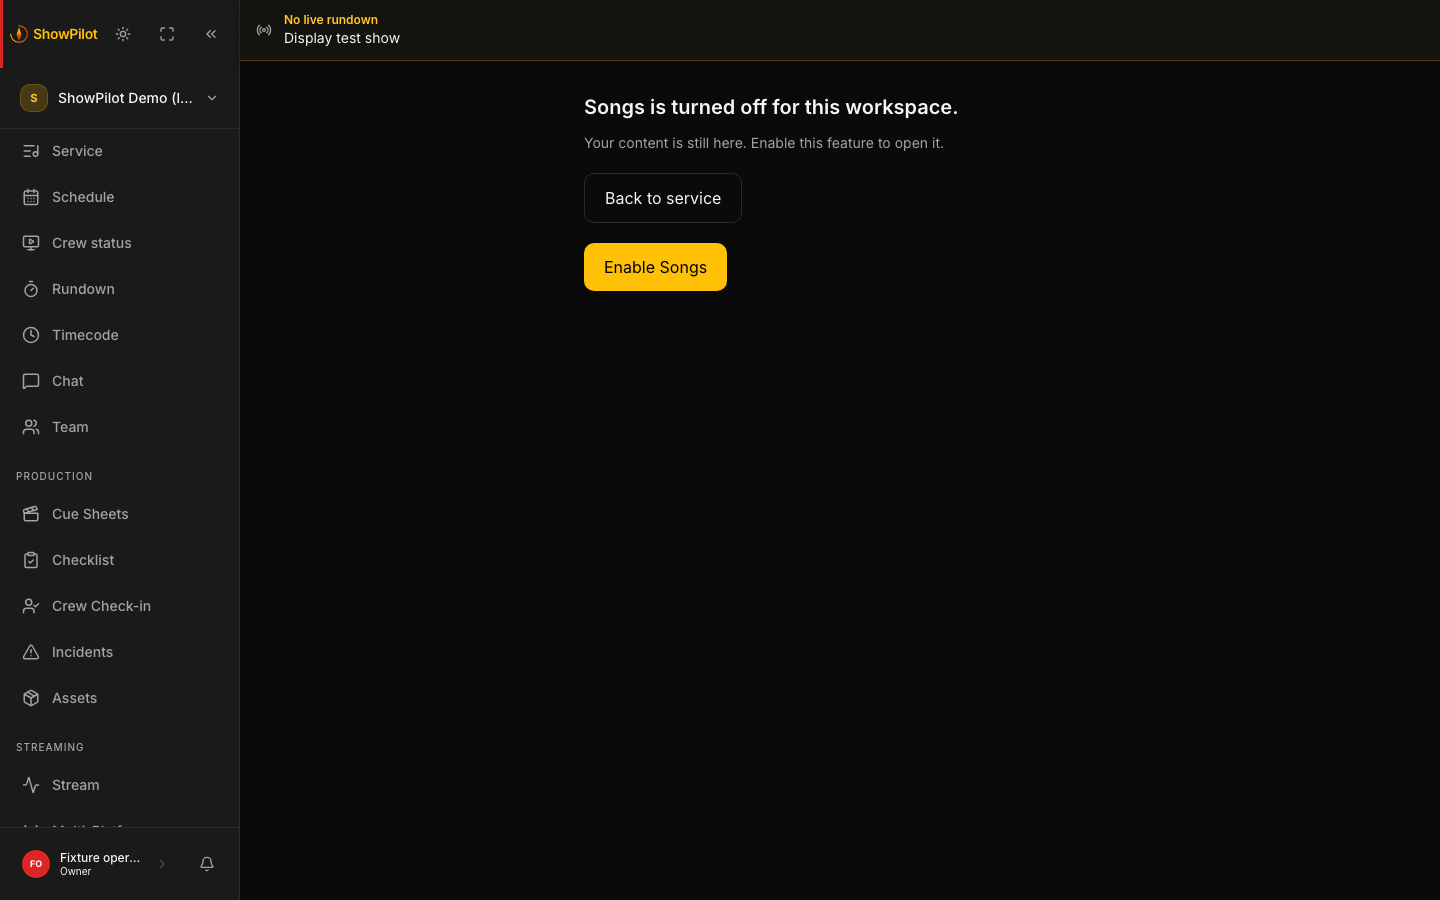 ShowPilot
S
ShowPilot Demo (I...
Service
Schedule
Crew status
Rundown
Timecode
Chat
Team
PRODUCTION
Cue Sheets
Checklist
Crew Check-in
Incidents
Assets
STREAMING
Stream
FO
Fixture oper...
Owner
No live rundown
Display test show
Songs is turned off for this workspace.
Your content is still here. Enable this feature to open it.
Back to service
Enable Songs